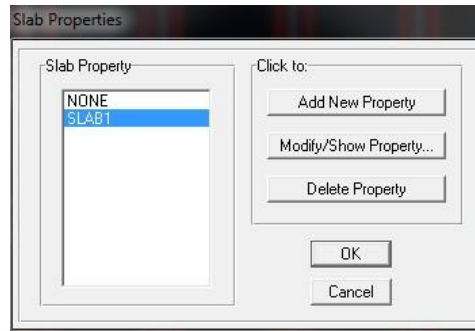 Slab Properties
Slab Property
NONE
SLAB1
Click to:
Add New Property
Modify/Show Property...
Delete Property
OK
Cancel